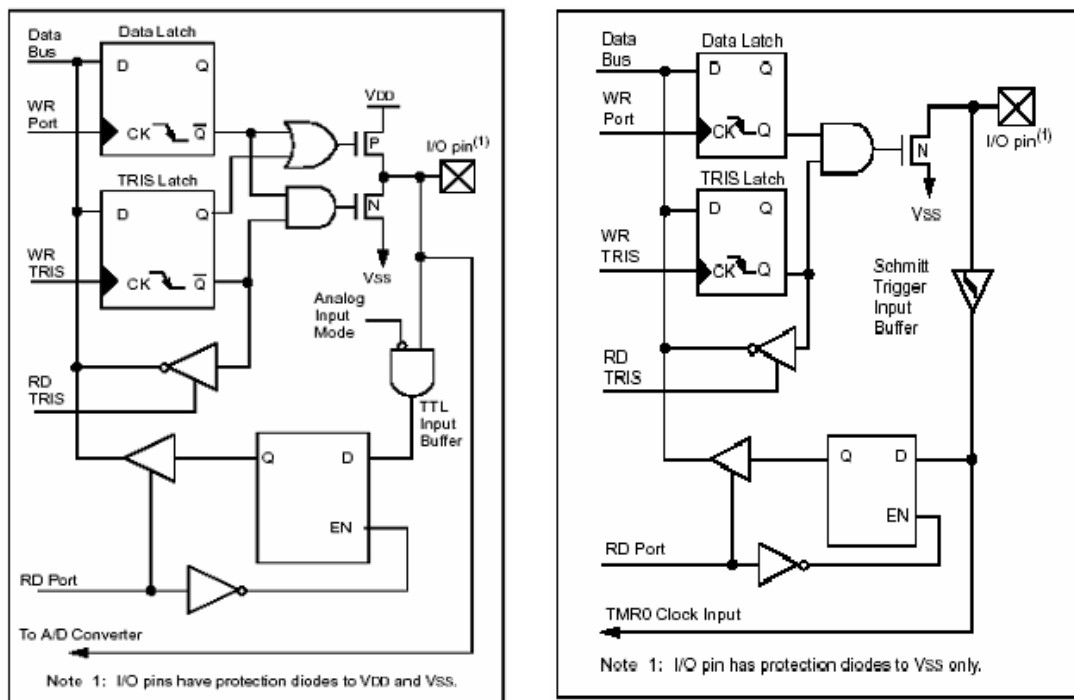 Data Bus
Data Latch
D Q
VDD
WR Port
CK Q
P
I/O pin(1)
TRIS Latch
D Q
N
WR TRIS
CK Q
VSS
Analog Input Mode
RD TRIS
TTL Input Buffer
Q D
EN
RD Port
To A/D Converter
Note 1: I/O pins have protection diodes to VDD and VSS.
Data Bus
Data Latch
D Q
WR Port
CK Q
N
I/O pin(1)
VSS
TRIS Latch
D Q
WR TRIS
CK Q
Schmitt Trigger Input Buffer
RD TRIS
Q D
EN
RD Port
TMR0 Clock Input
Note 1: I/O pin has protection diodes to VSS only.